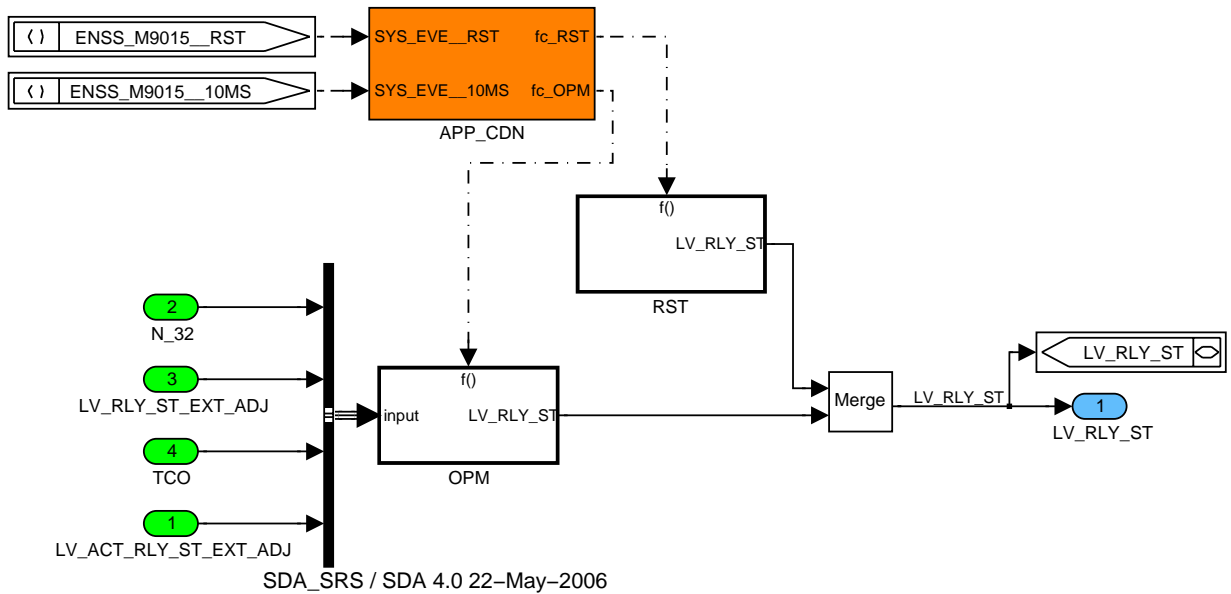 ⟨⟩ ENSS_M9015__RST
SYS_EVE__RST fc_RST
⟨⟩ ENSS_M9015__10MS
SYS_EVE__10MS fc_OPM
APP_CDN
f()
LV_RLY_ST
RST
2
N_32
3
LV_RLY_ST_EXT_ADJ
4
TCO
1
LV_ACT_RLY_ST_EXT_ADJ
f()
input LV_RLY_ST
OPM
Merge
LV_RLY_ST
LV_RLY_ST
1
LV_RLY_ST
SDA_SRS / SDA 4.0 22−May−2006